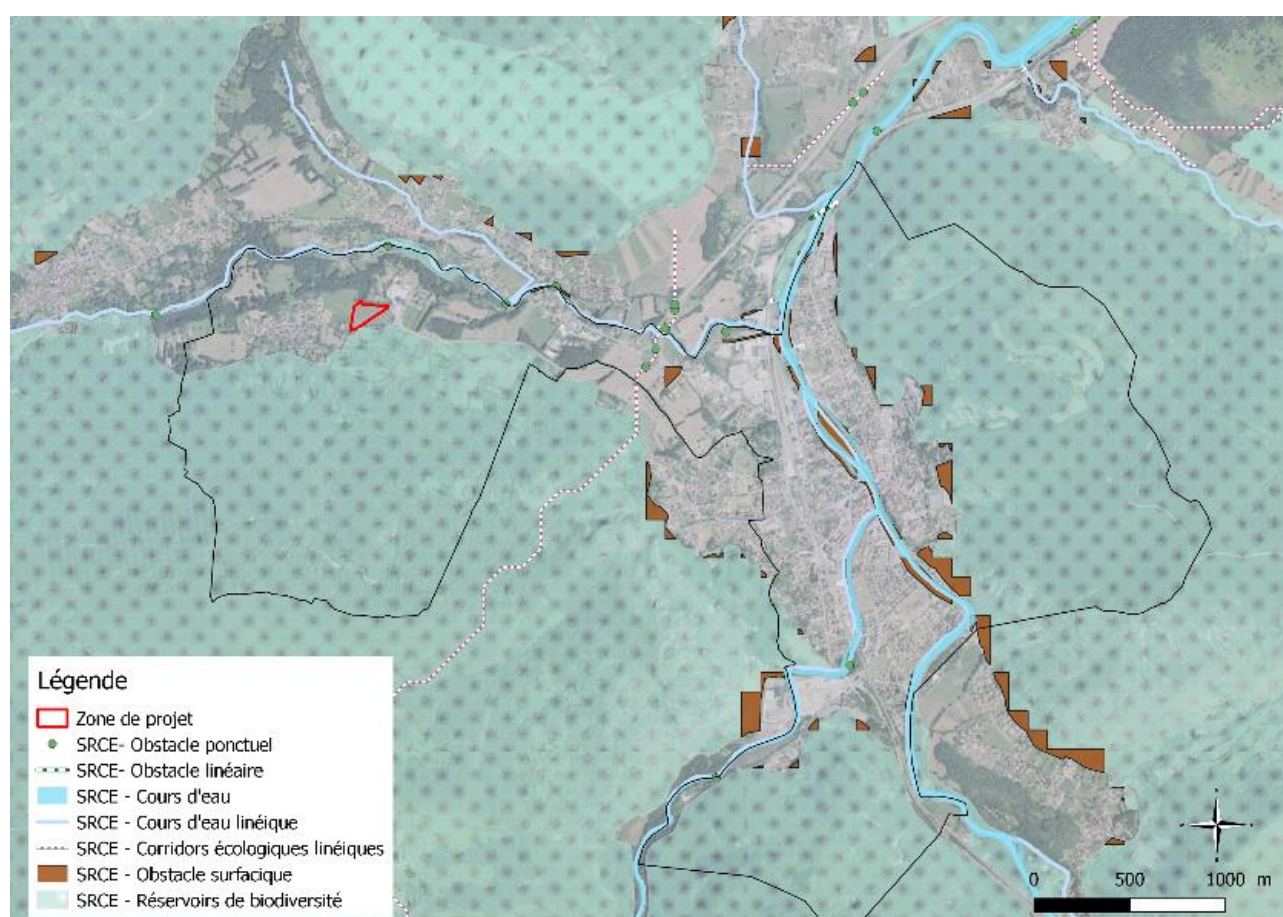 Légende
Zone de projet
SRCE- Obstacle ponctuel
SRCE- Obstacle linéaire
SRCE - Cours d'eau
SRCE - Cours d'eau linéique
SRCE - Corridors écologiques linéiques
SRCE - Obstacle surfacique
SRCE - Réservoirs de biodiversité
0 500 1000 m